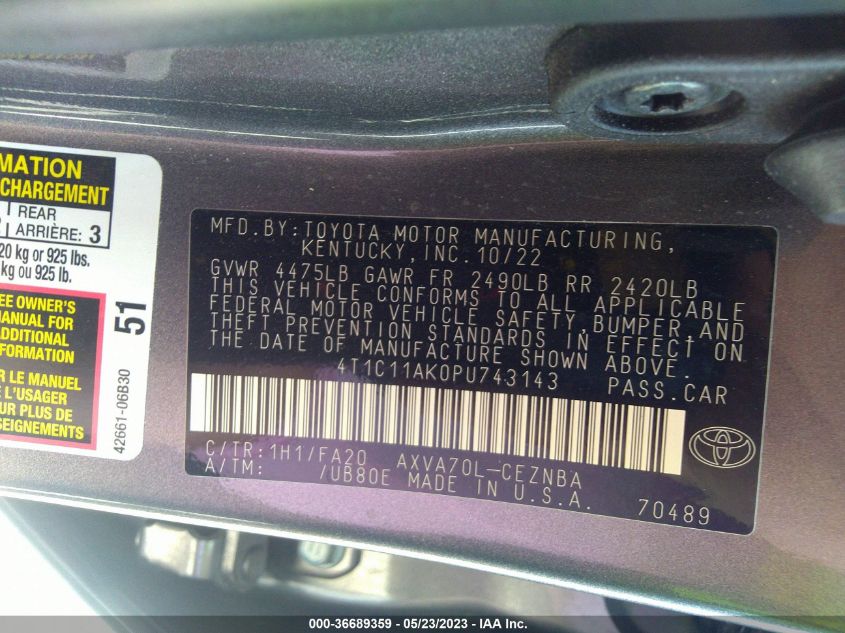 MATION
CHARGEMENT
REAR
ARRIÈRE: 3
20 kg or 925 lbs.
kg ou 925 lb.
EE OWNER'S
MANUAL FOR
ADDITIONAL
INFORMATION
R LE MANUEL
L'USAGER
UR PLUS DE
SEIGNEMENTS
51
42661-06B30
MFD.BY:TOYOTA MOTOR MANUFACTURING,
KENTUCKY,INC.10/22
GVWR 4475LB GAWR FR 2490LB RR 2420LB
THIS VEHICLE CONFORMS TO ALL APPLICABLE
FEDERAL MOTOR VEHICLE SAFETY,BUMPER,AND
THEFT PREVENTION STANDARDS IN EFFECT ON
THE DATE OF MANUFACTURE SHOWN ABOVE.
4T1C11AK0PU743143 PASS.CAR
C/TR:1H1/FA20 AXVA70L-CEZNBA
A/TM: /UB80E MADE IN U.S.A.
70489
000-36689359 - 05/23/2023 - IAA Inc.